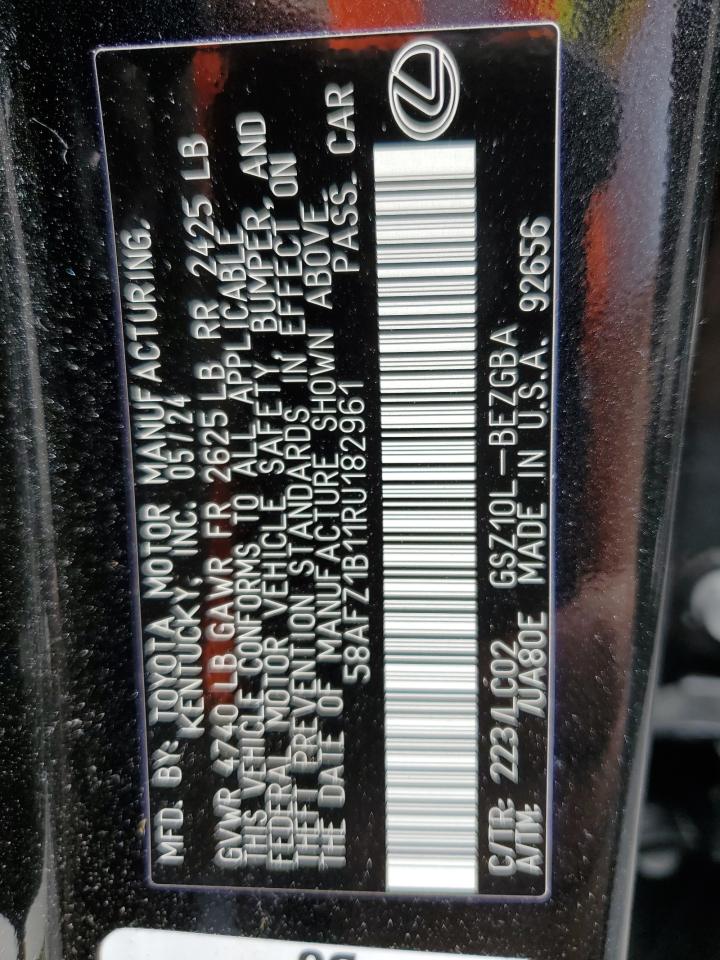 MFD. BY: TOYOTA MOTOR MANUFACTURING.
KENTUCKY, INC. 05/24
GVWR 4740 LB GAWR FR 2625 LB RR 2425 LB
THIS VEHICLE CONFORMS TO ALL APPLICABLE
FEDERAL MOTOR VEHICLE SAFETY, BUMPER, AND
THEFT PREVENTION STANDARDS IN EFFECT ON
THE DATE OF MANUFACTURE SHOWN ABOVE.
58AFZ1B11RU182961 PASS. CAR
C/TR: 223/LC02 GSZ10L-BEZGBA
A/TM: /UA80E MADE IN U.S.A. 92656